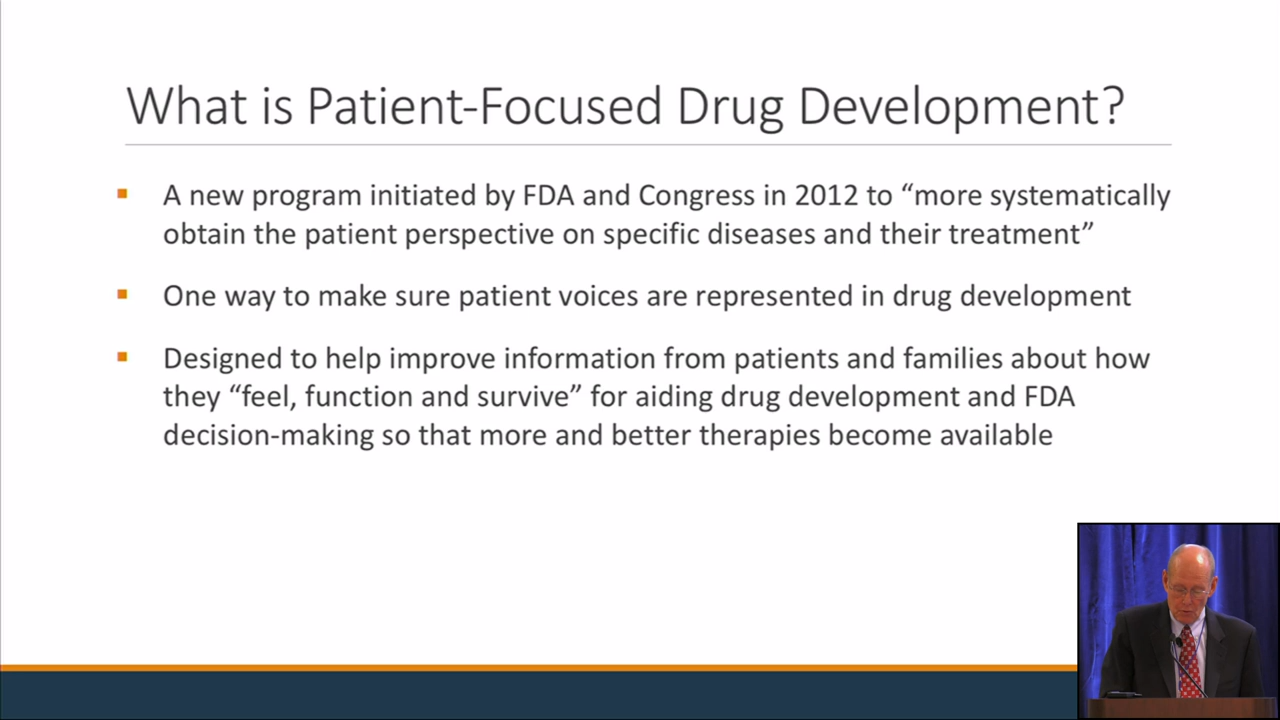 What is Patient-Focused Drug Development?
A new program initiated by FDA and Congress in 2012 to “more systematically
obtain the patient perspective on specific diseases and their treatment”
One way to make sure patient voices are represented in drug development
Designed to help improve information from patients and families about how
they “feel, function and survive” for aiding drug development and FDA
decision-making so that more and better therapies become available